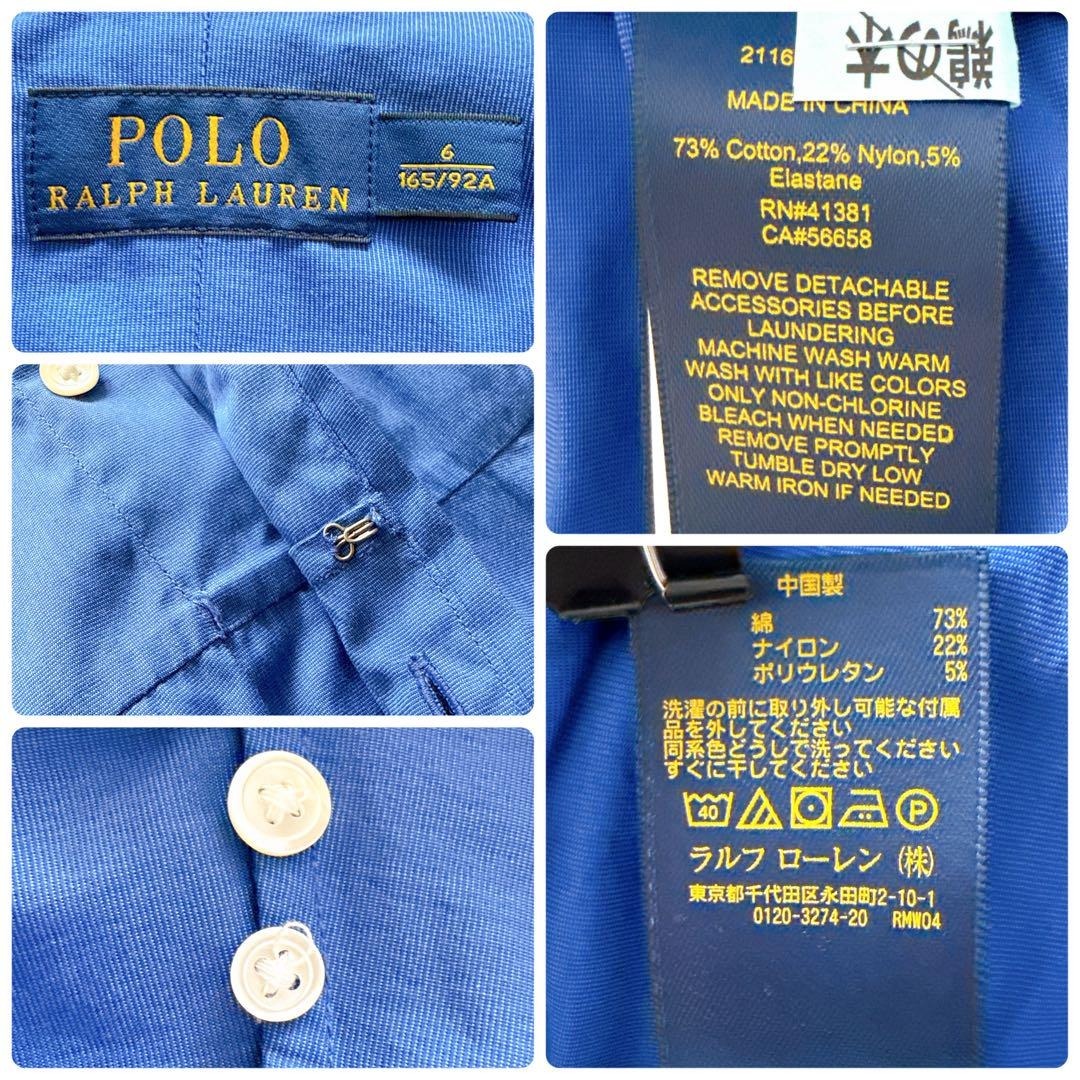 POLO
RALPH LAUREN
6
165/92A
2116
MADE IN CHINA
73% Cotton,22% Nylon,5%
Elastane
RN#41381
CA#56658
REMOVE DETACHABLE
ACCESSORIES BEFORE
LAUNDERING
MACHINE WASH WARM
WASH WITH LIKE COLORS
ONLY NON-CHLORINE
BLEACH WHEN NEEDED
REMOVE PROMPTLY
TUMBLE DRY LOW
WARM IRON IF NEEDED
中国製
綿 73%
ナイロン 22%
ポリウレタン 5%
洗濯の前に取り外し可能な付属
品を外してください
同系色どうしで洗ってください
すぐに干してください
40 P
ラルフ ローレン (株)
東京都千代田区永田町2-10-1
0120-3274-20 RMW04